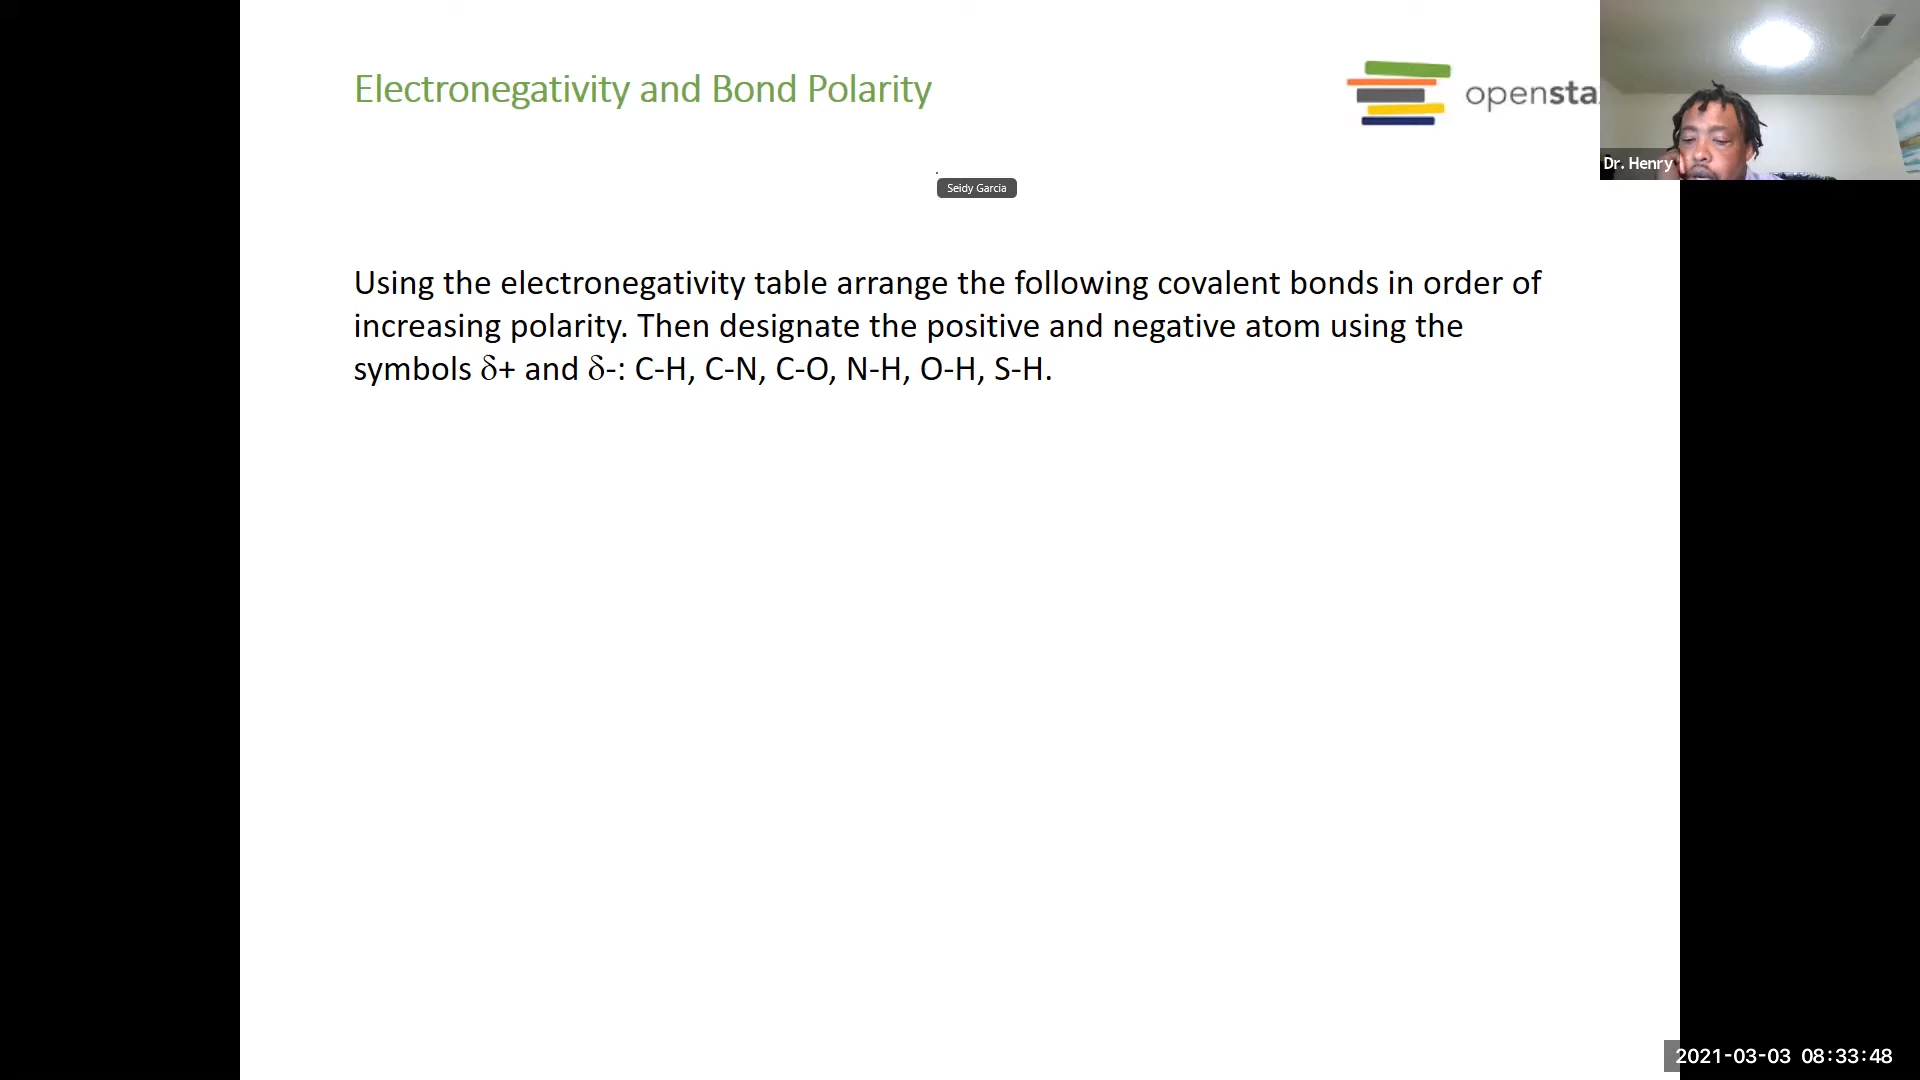 Electronegativity and Bond Polarity
opensta
Dr. Henry
Seidy Garcia
Using the electronegativity table arrange the following covalent bonds in order of
increasing polarity. Then designate the positive and negative atom using the
symbols δ+ and δ-: C-H, C-N, C-O, N-H, O-H, S-H.
2021-03-03 08:33:48